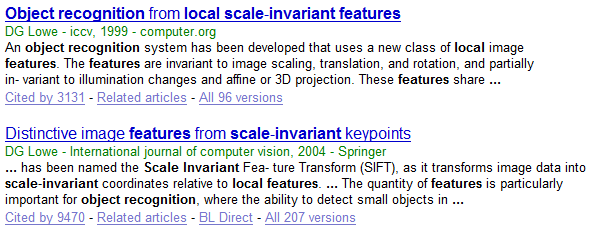 Object recognition from local scale-invariant features
DG Lowe - iccv, 1999 - computer.org
An object recognition system has been developed that uses a new class of local image
features. The features are invariant to image scaling, translation, and rotation, and partially
in- variant to illumination changes and affine or 3D projection. These features share ...
Cited by 3131 - Related articles - All 96 versions
Distinctive image features from scale-invariant keypoints
DG Lowe - International journal of computer vision, 2004 - Springer
... has been named the Scale Invariant Fea- ture Transform (SIFT), as it transforms image data into
scale-invariant coordinates relative to local features. ... The quantity of features is particularly
important for object recognition, where the ability to detect small objects in ...
Cited by 9470 - Related articles - BL Direct - All 207 versions